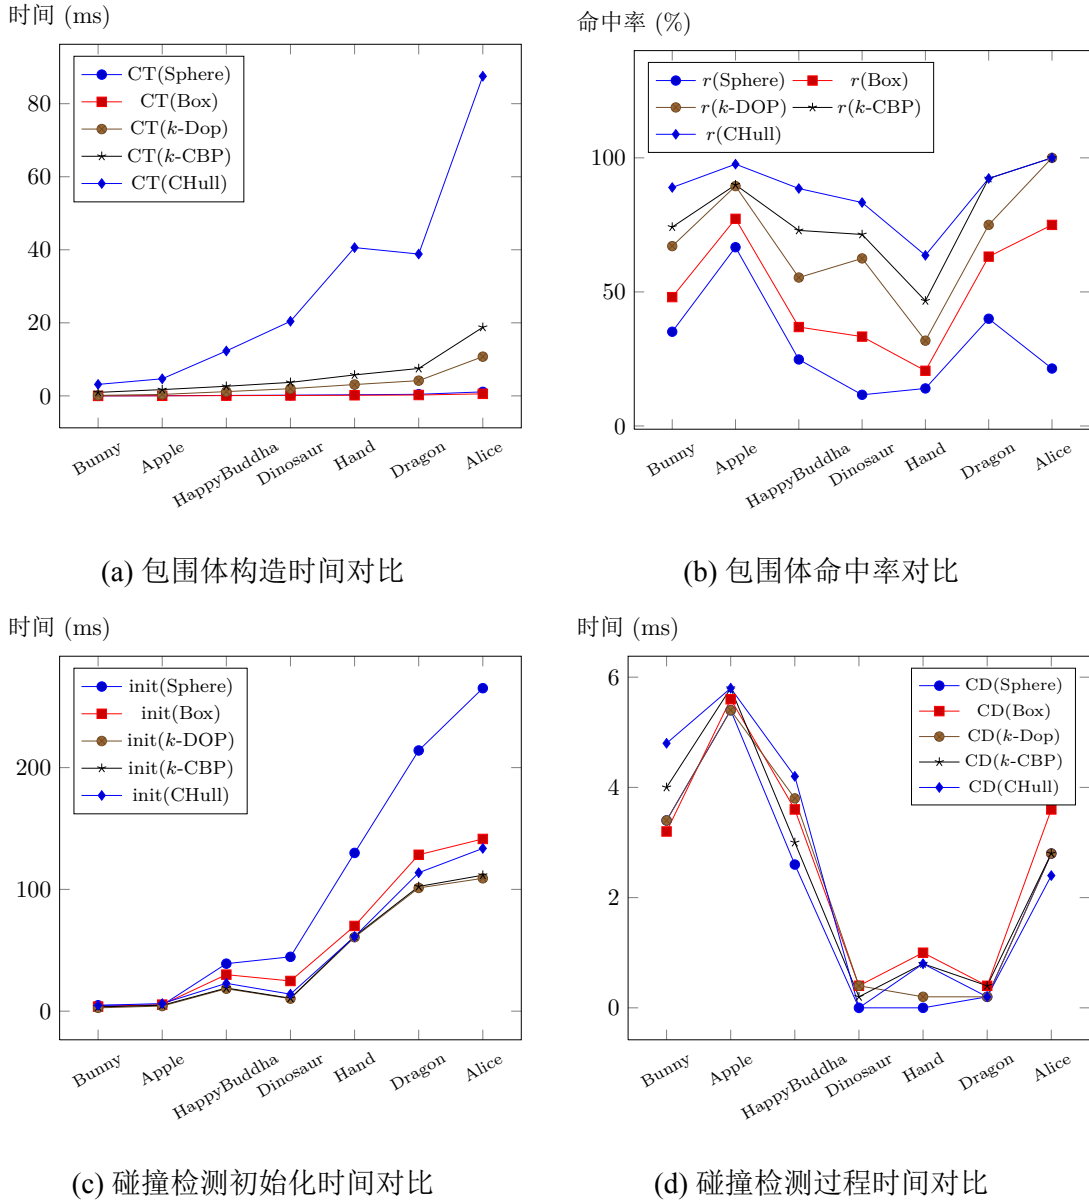 时间 (ms)
80
60
40
20
0
CT(Sphere)
CT(Box)
CT(k-Dop)
CT(k-CBP)
CT(CHull)
Bunny
Apple
HappyBuddha
Dinosaur
Hand
Dragon
Alice
(a) 包围体构造时间对比
命中率 (%)
100
50
0
r(Sphere) r(Box)
r(k-DOP) r(k-CBP)
r(CHull)
Bunny
Apple
HappyBuddha
Dinosaur
Hand
Dragon
Alice
(b) 包围体命中率对比
时间 (ms)
200
100
0
init(Sphere)
init(Box)
init(k-DOP)
init(k-CBP)
init(CHull)
Bunny
Apple
HappyBuddha
Dinosaur
Hand
Dragon
Alice
(c) 碰撞检测初始化时间对比
时间 (ms)
6
4
2
0
CD(Sphere)
CD(Box)
CD(k-Dop)
CD(k-CBP)
CD(CHull)
Bunny
Apple
HappyBuddha
Dinosaur
Hand
Dragon
Alice
(d) 碰撞检测过程时间对比